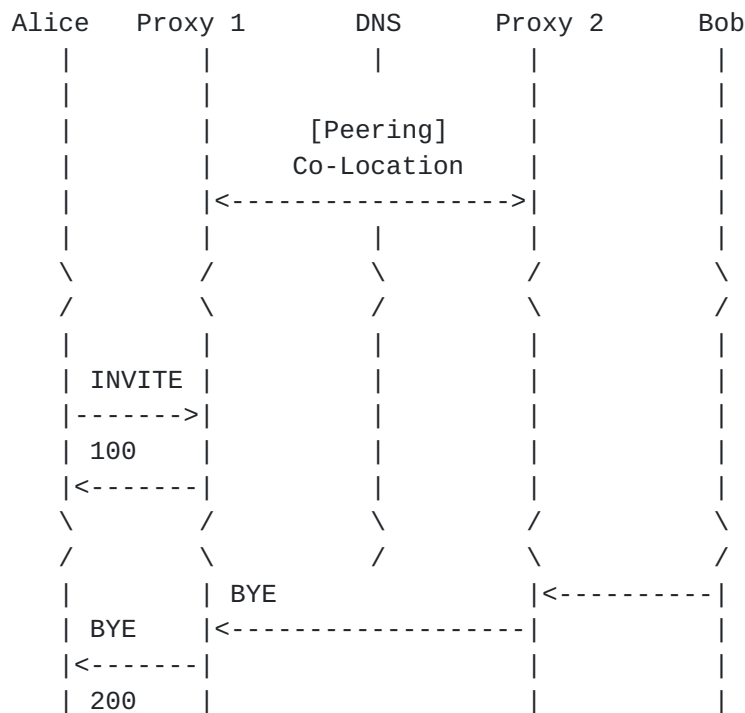 Alice Proxy 1 DNS Proxy 2 Bob
[Peering]
Co-Location
INVITE
100
BYE
BYE
200